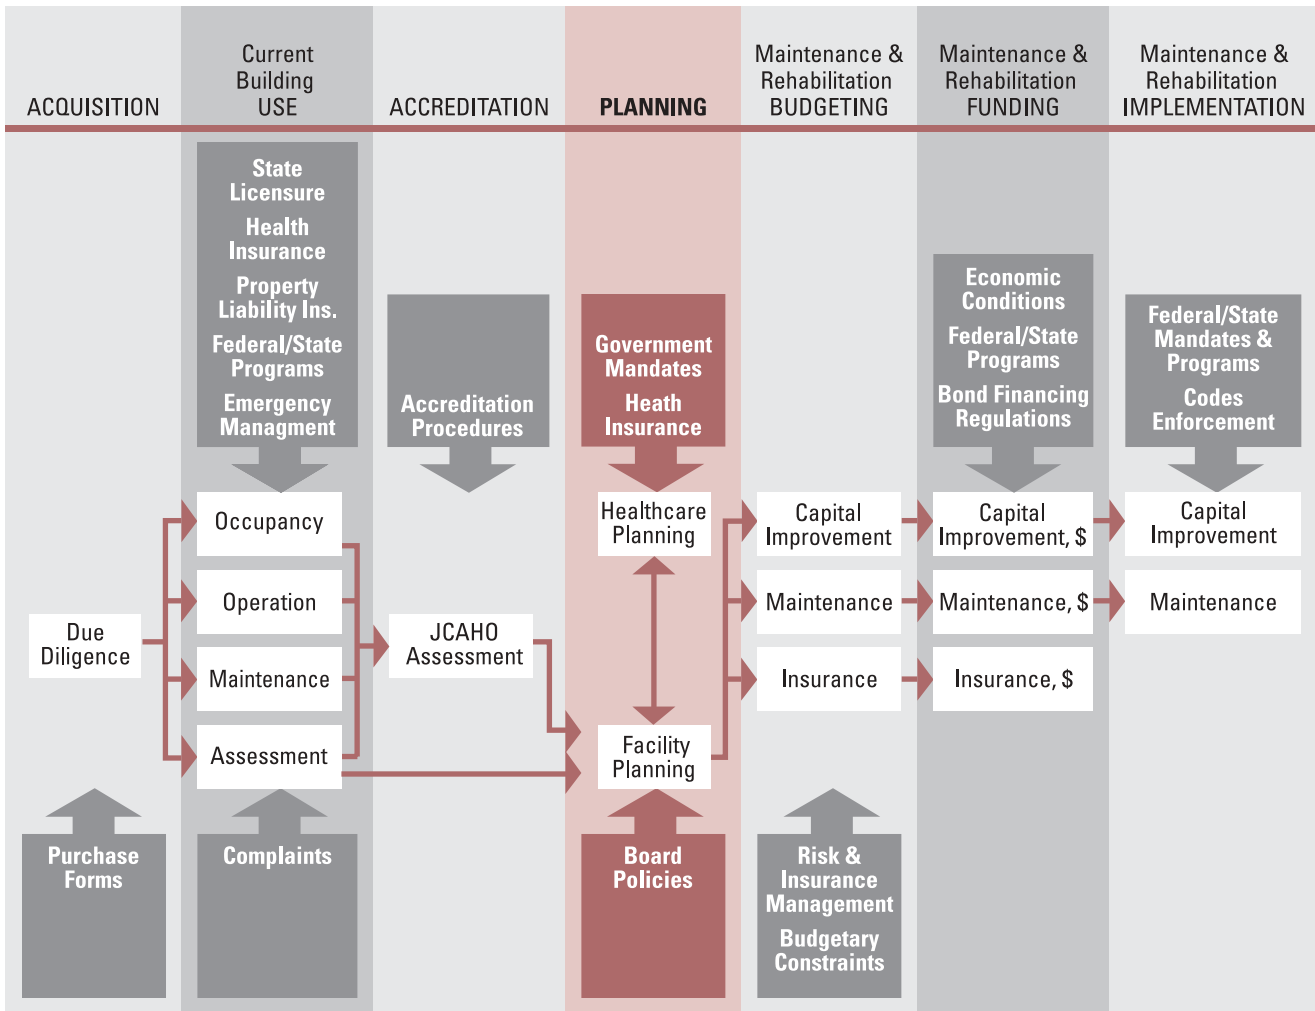 ACQUISITION
Current
Building
USE
ACCREDITATION
PLANNING
Maintenance &
Rehabilitation
BUDGETING
Maintenance &
Rehabilitation
FUNDING
Maintenance &
Rehabilitation
IMPLEMENTATION
State
Licensure
Health
Insurance
Property
Liability Ins.
Federal/State
Programs
Emergency
Managment
Accreditation
Procedures
Government
Mandates
Heath
Insurance
Economic
Conditions
Federal/State
Programs
Bond Financing
Regulations
Federal/State
Mandates &
Programs
Codes
Enforcement
Due
Diligence
Occupancy
Operation
Maintenance
Assessment
JCAHO
Assessment
Healthcare
Planning
Facility
Planning
Capital
Improvement
Maintenance
Insurance
Capital
Improvement, $
Maintenance, $
Insurance, $
Capital
Improvement
Maintenance
Purchase
Forms
Complaints
Board
Policies
Risk &
Insurance
Management
Budgetary
Constraints